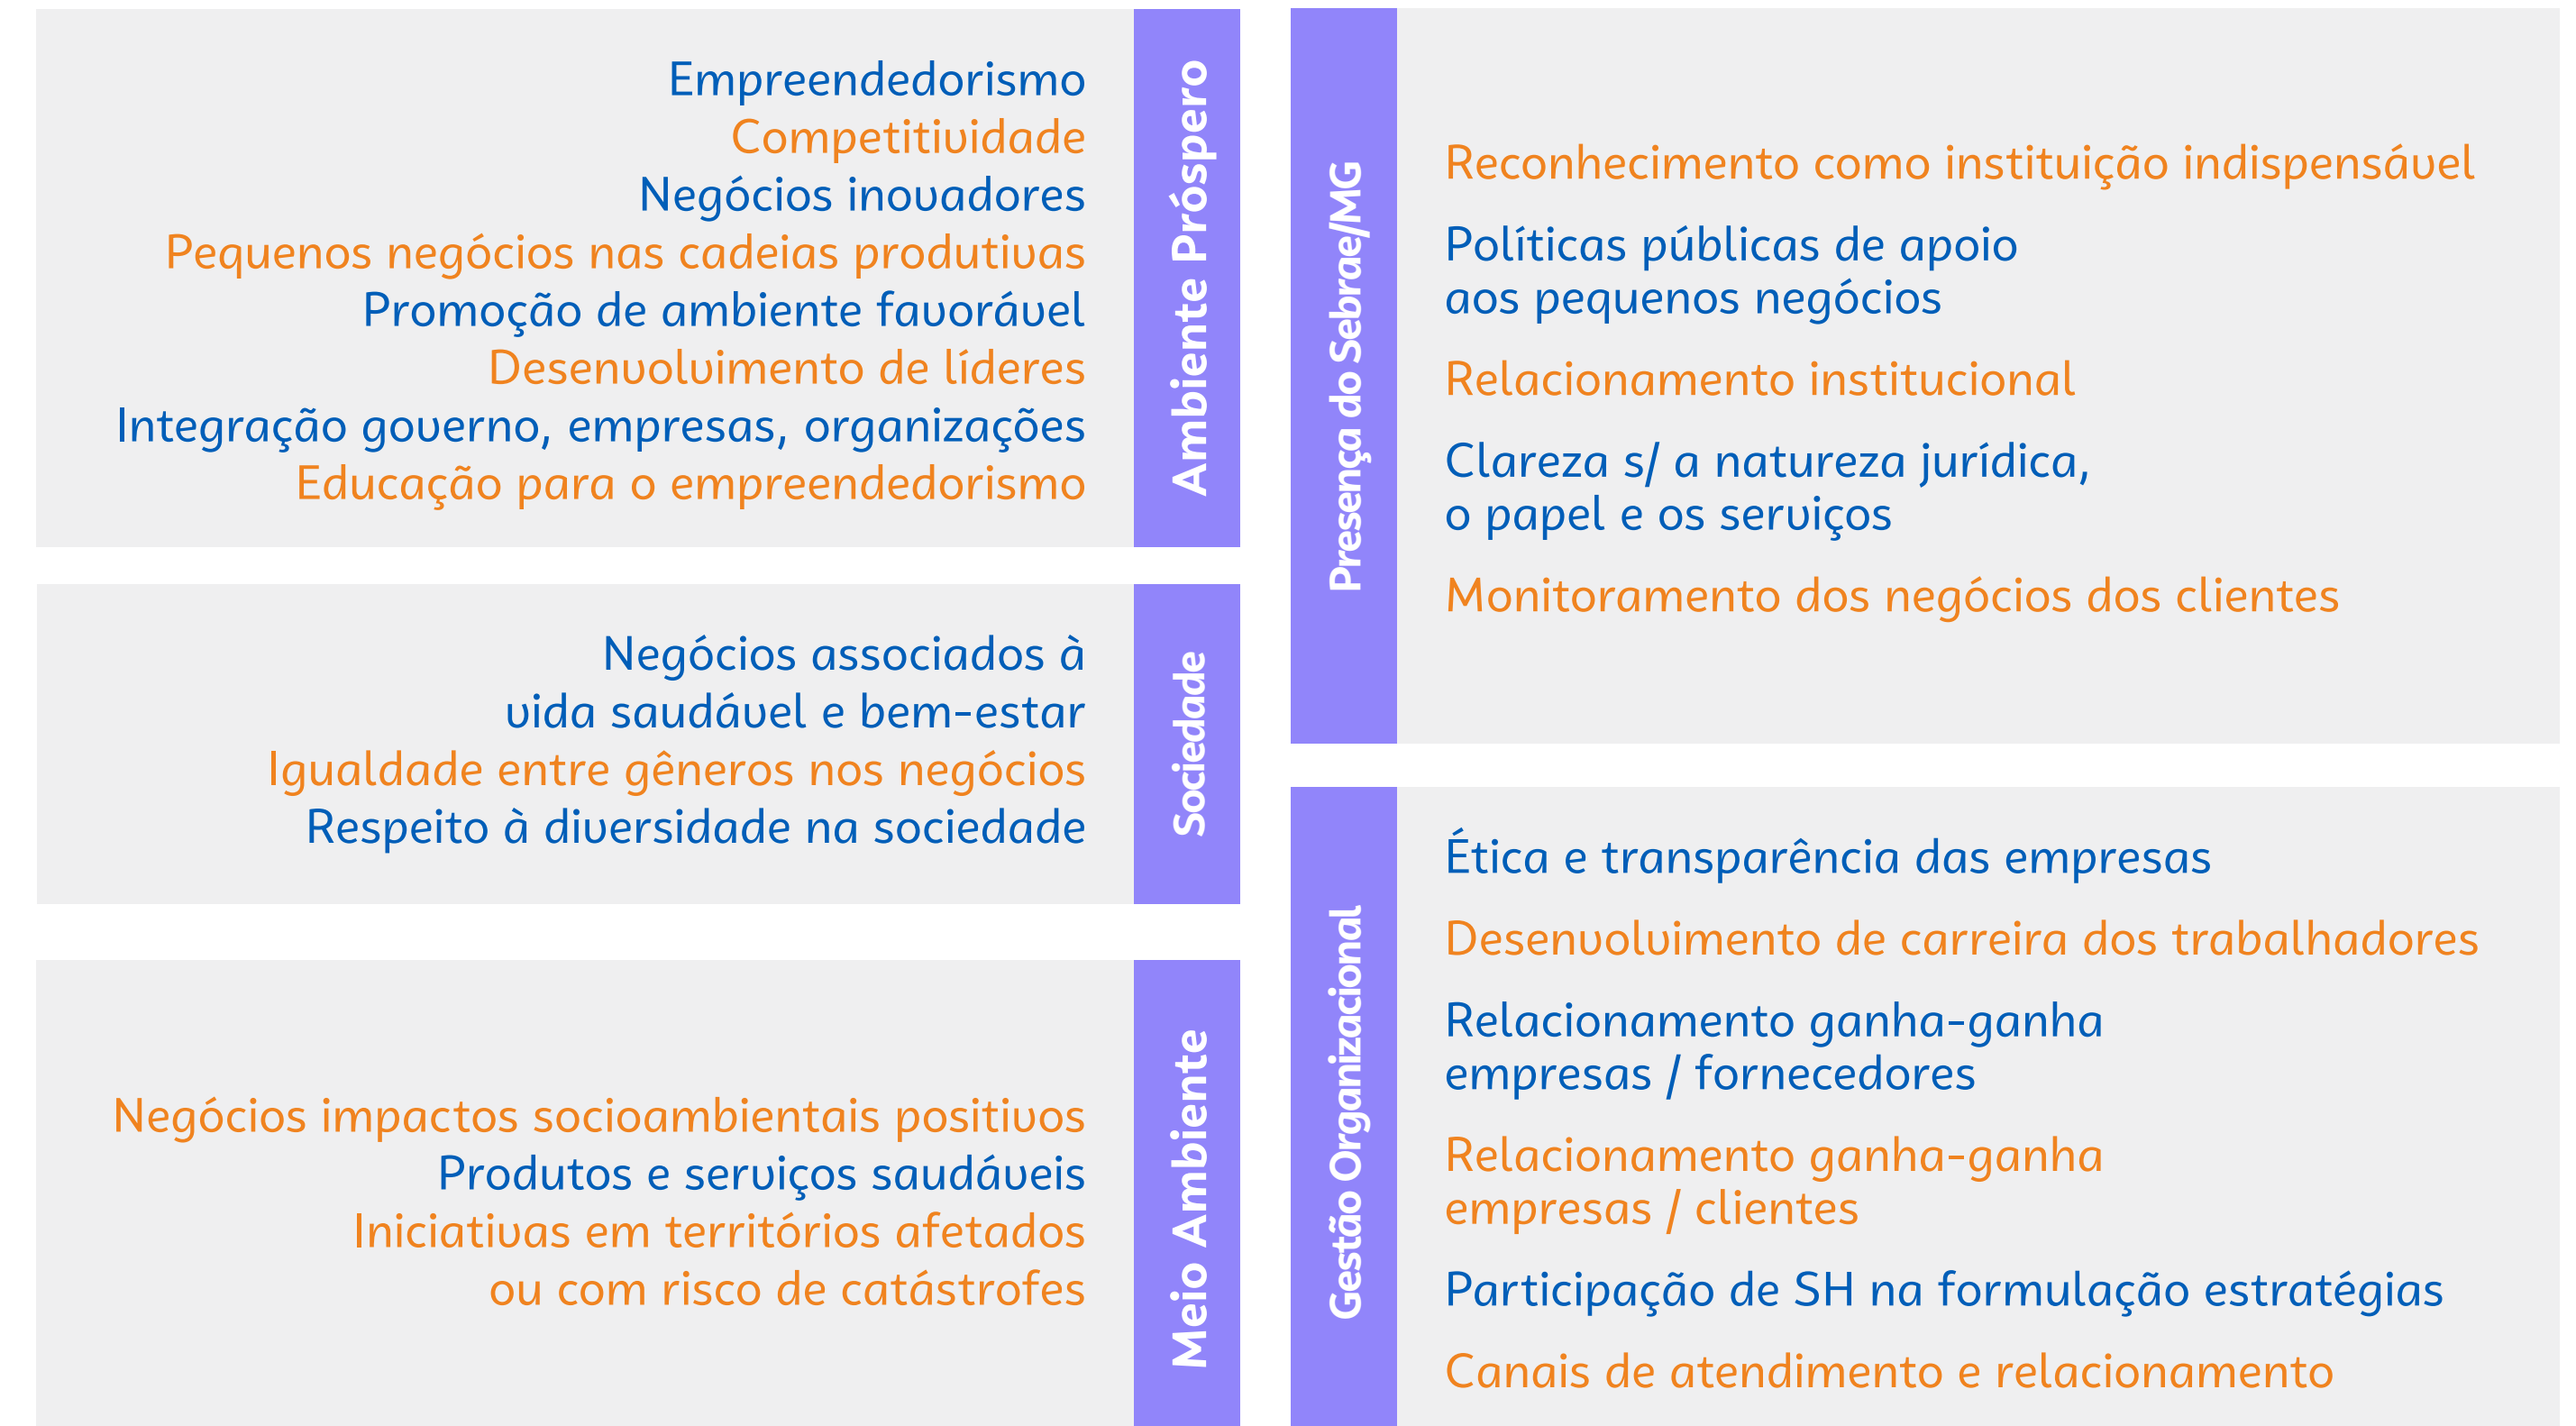 Ambiente Próspero
Empreendedorismo
Competitividade
Negócios inovadores
Pequenos negócios nas cadeias produtivas
Promoção de ambiente favorável
Desenvolvimento de líderes
Integração governo, empresas, organizações
Educação para o empreendedorismo
Sociedade
Negócios associados à
vida saudável e bem-estar
Igualdade entre gêneros nos negócios
Respeito à diversidade na sociedade
Meio Ambiente
Negócios impactos socioambientais positivos
Produtos e serviços saudáveis
Iniciativas em territórios afetados
ou com risco de catástrofes
Presença do Sebrae/MG
Reconhecimento como instituição indispensável
Políticas públicas de apoio
aos pequenos negócios
Relacionamento institucional
Clareza s/ a natureza jurídica,
o papel e os serviços
Monitoramento dos negócios dos clientes
Gestão Organizacional
Ética e transparência das empresas
Desenvolvimento de carreira dos trabalhadores
Relacionamento ganha-ganha
empresas / fornecedores
Relacionamento ganha-ganha
empresas / clientes
Participação de SH na formulação estratégias
Canais de atendimento e relacionamento